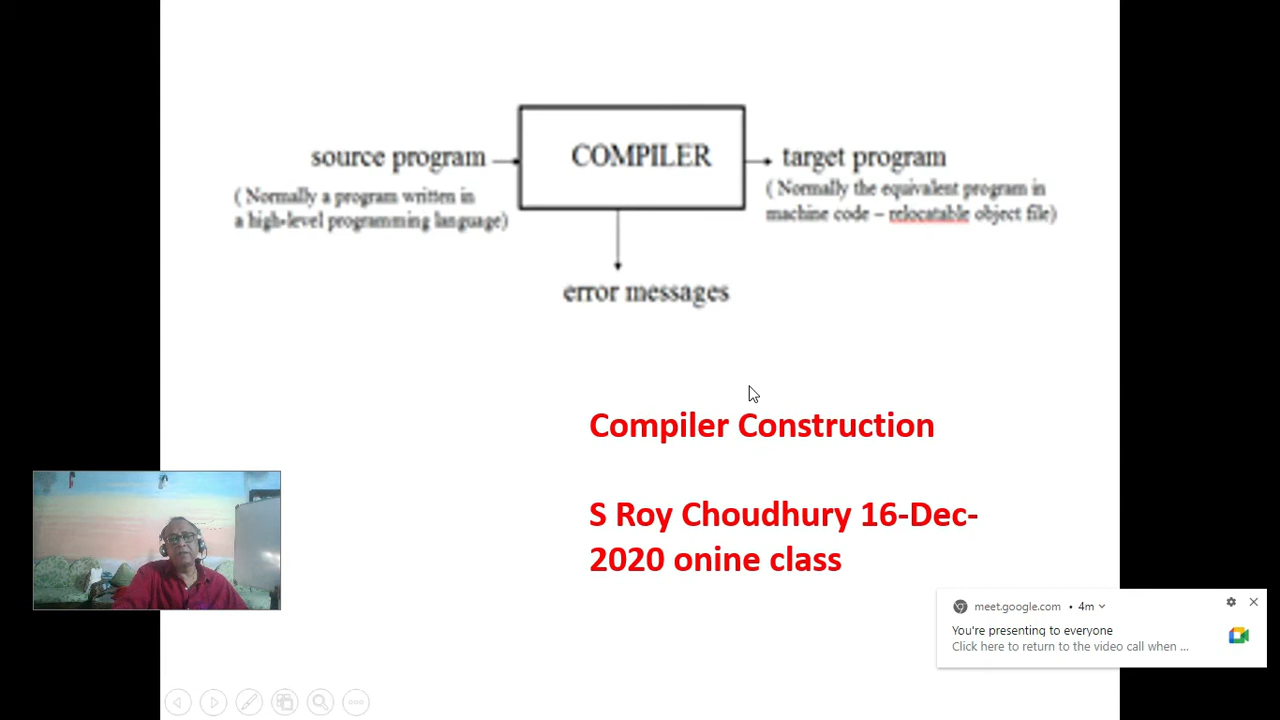 source program
COMPILER
target program
( Normally a program written in
a high-level programming language)
( Normally the equivalent program in
machine code – relocatable object file)
error messages
Compiler Construction
S Roy Choudhury 16-Dec-
2020 onine class
meet.google.com • 4m
You're presenting to everyone
Click here to return to the video call when ...